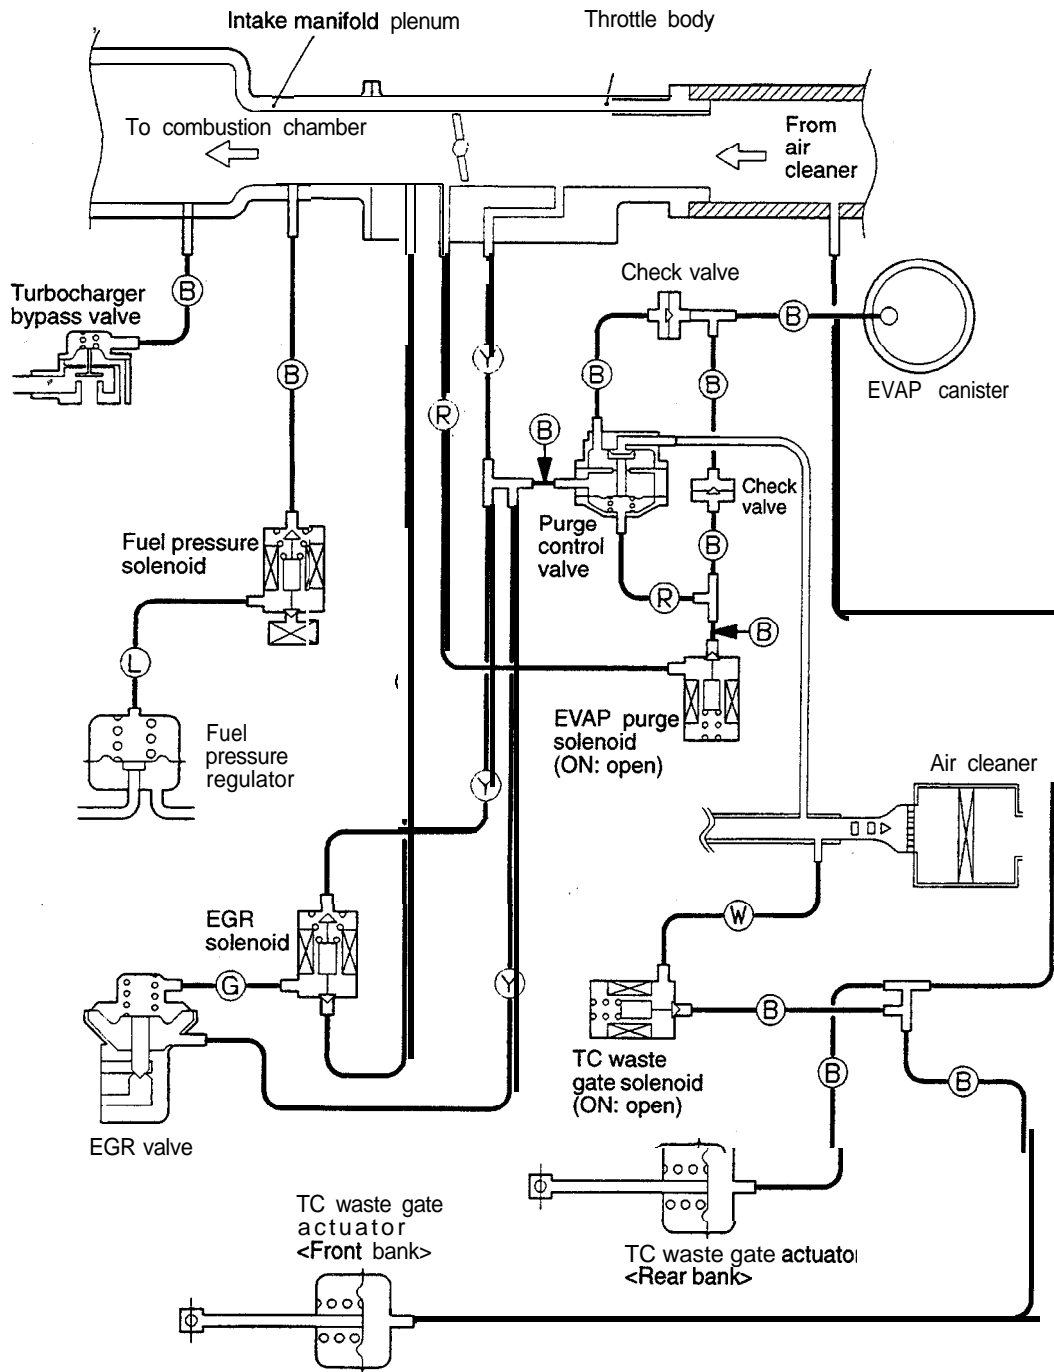 Intake manifold plenum
Throttle body
To combustion chamber
From
air
cleaner
Check valve
B
B
Turbocharger
bypass valve
Y
B
B
B
EVAP canister
R
B
Check
valve
Fuel pressure
solenoid
Purge
control
valve
B
R
B
L
EVAP purge
solenoid
(ON: open)
Fuel
pressure
regulator
Air cleaner
Y
EGR
solenoid
W
G
Y
B
TC waste
gate solenoid
(ON: open)
B
B
EGR valve
TC waste gate
actuator
<Front bank>
TC waste gate actuator
<Rear bank>